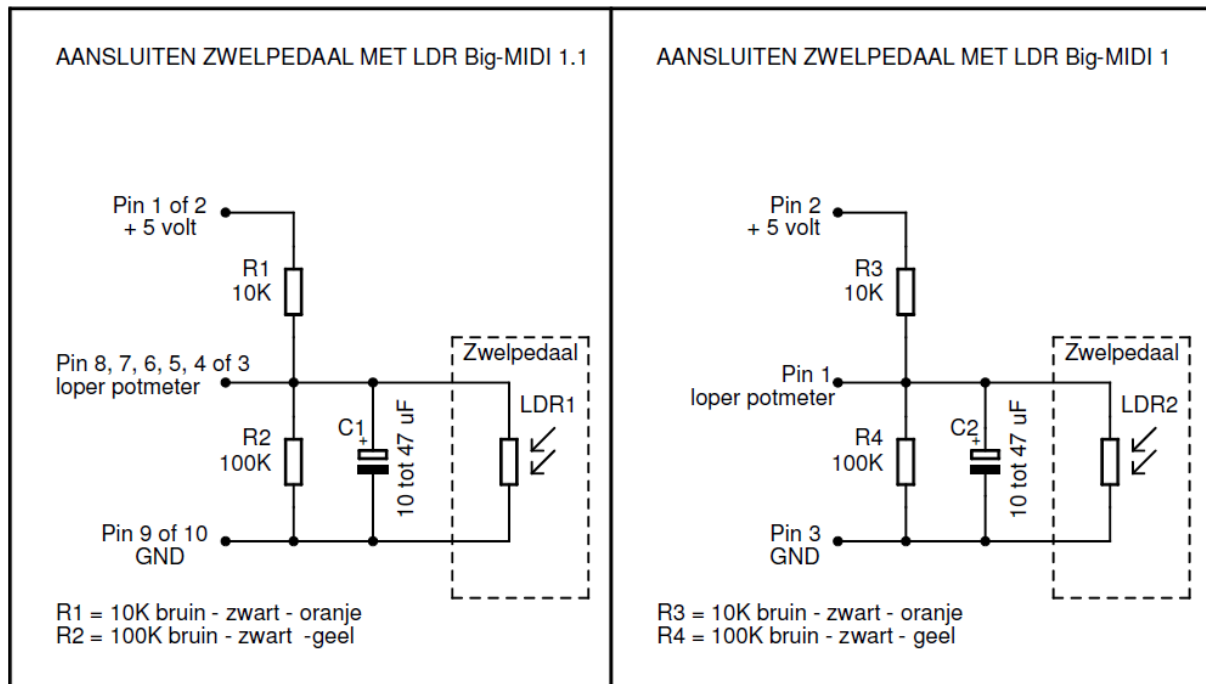 AANSLUITEN ZWELPEDAAL MET LDR Big-MIDI 1.1
Pin 1 of 2
+ 5 volt
R1
10K
Pin 8, 7, 6, 5, 4 of 3
loper potmeter
Zwelpedaal
LDR1
C1
+
10 tot 47 uF
R2
100K
Pin 9 of 10
GND
R1 = 10K bruin - zwart - oranje
R2 = 100K bruin - zwart -geel
AANSLUITEN ZWELPEDAAL MET LDR Big-MIDI 1
Pin 2
+ 5 volt
R3
10K
Pin 1
loper potmeter
Zwelpedaal
LDR2
C2
+
10 tot 47 uF
R4
100K
Pin 3
GND
R3 = 10K bruin - zwart - oranje
R4 = 100K bruin - zwart - geel